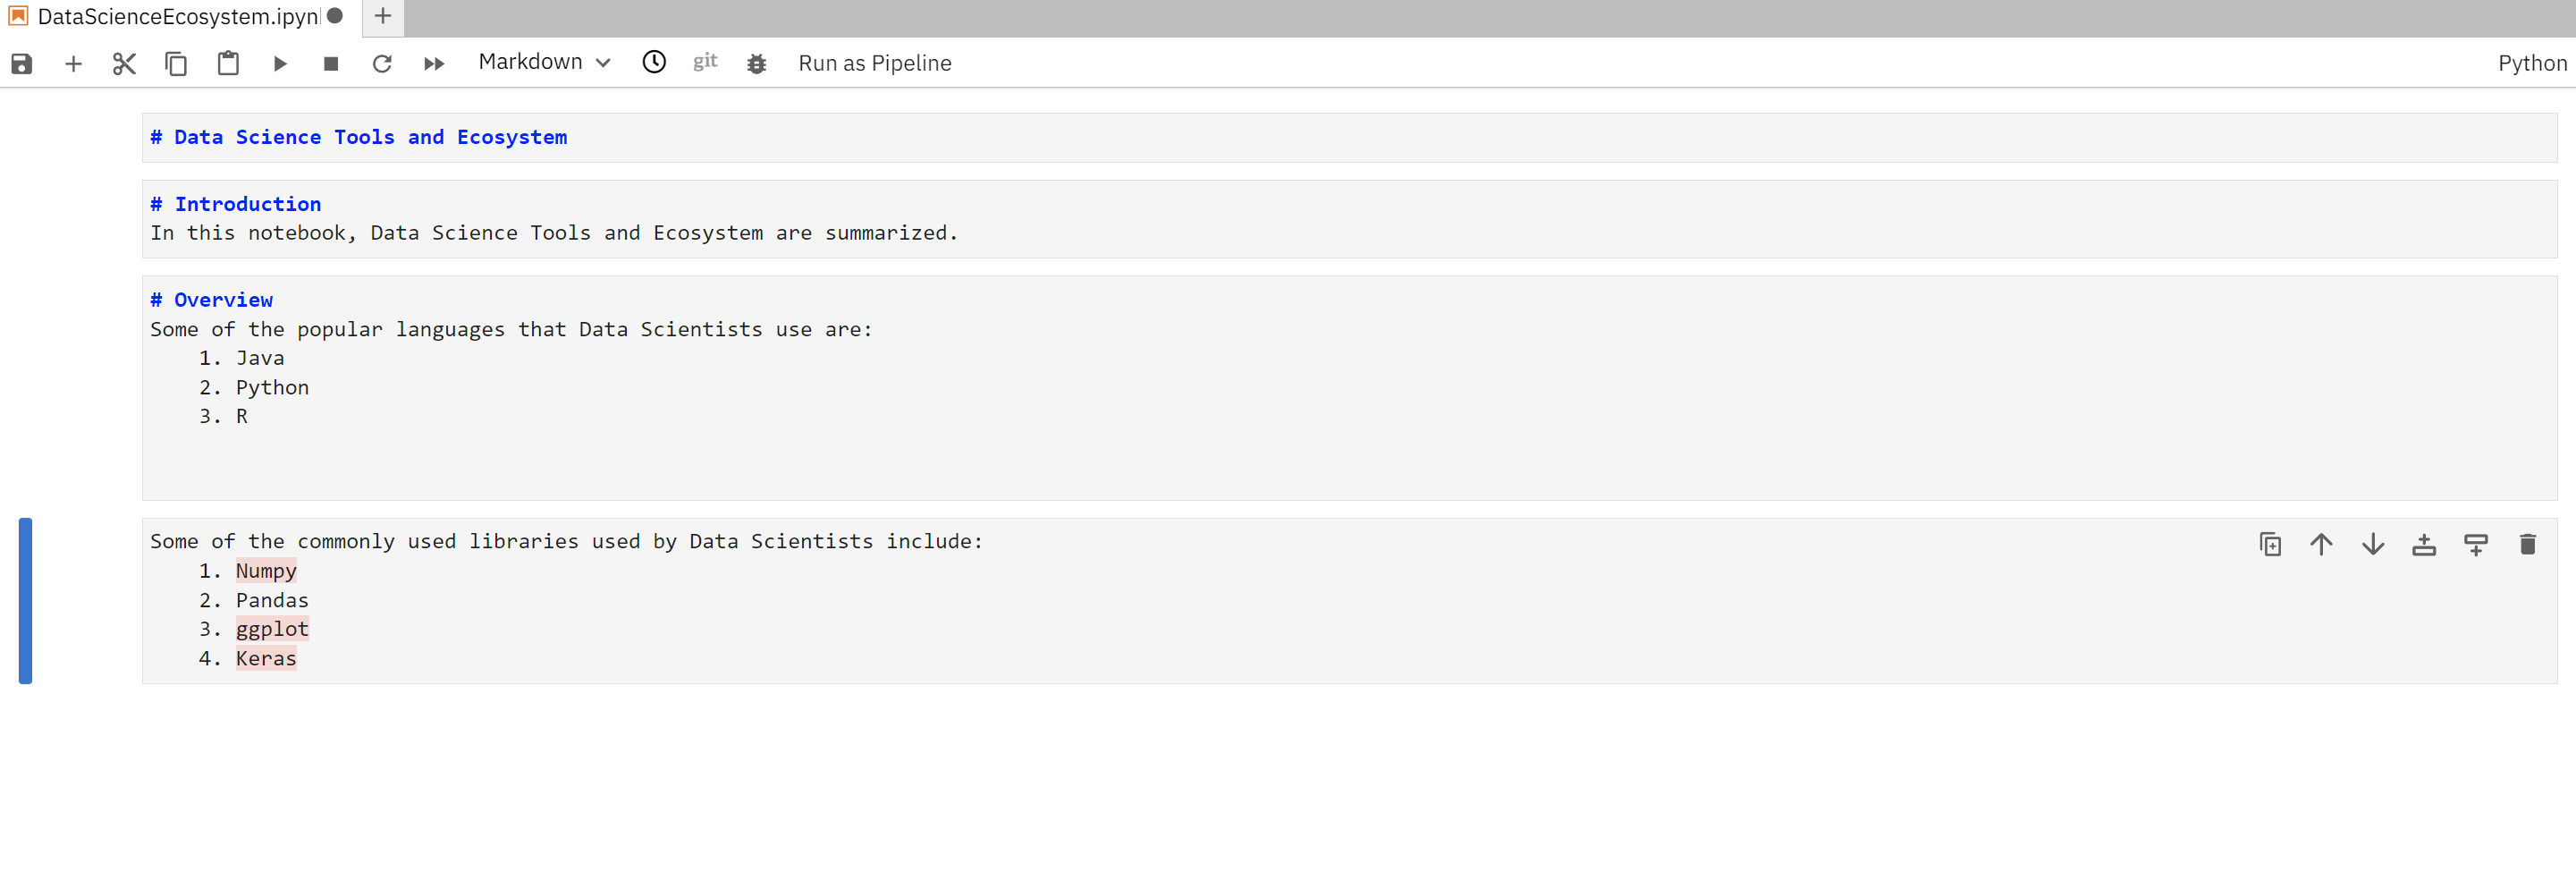 DataScienceEcosystem.ipyn
Markdown git Run as Pipeline Python
# Data Science Tools and Ecosystem
# Introduction
In this notebook, Data Science Tools and Ecosystem are summarized.
# Overview
Some of the popular languages that Data Scientists use are:
1. Java
2. Python
3. R
Some of the commonly used libraries used by Data Scientists include:
1. Numpy
2. Pandas
3. ggplot
4. Keras